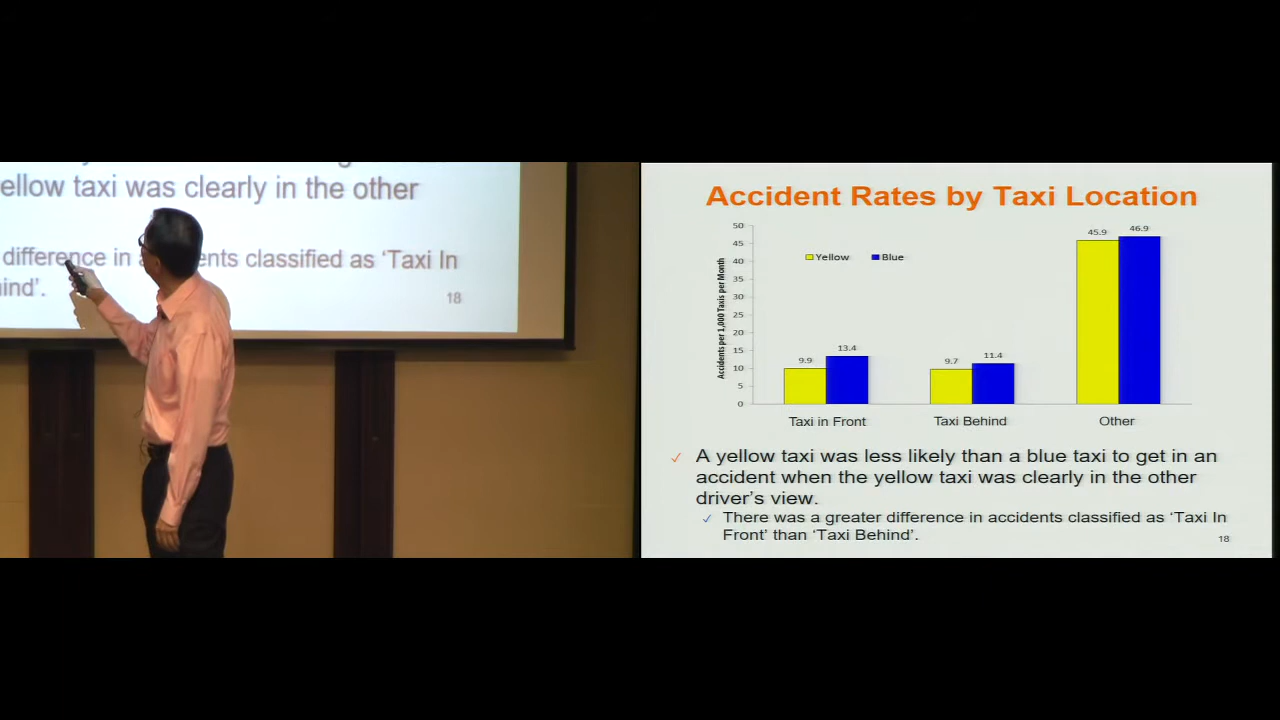 ellow taxi was clearly in the other
difference in ents classified as ‘Taxi In
ind’.
18
Accident Rates by Taxi Location
50
45
40
35
30
25
20
15
10
5
0
Accidents per 1,000 Taxis per Month
Yellow Blue
9.9 13.4 9.7 11.4 45.9 46.9
Taxi in Front Taxi Behind Other
✓ A yellow taxi was less likely than a blue taxi to get in an
accident when the yellow taxi was clearly in the other
driver’s view.
✓ There was a greater difference in accidents classified as ‘Taxi In
Front’ than ‘Taxi Behind’.
18